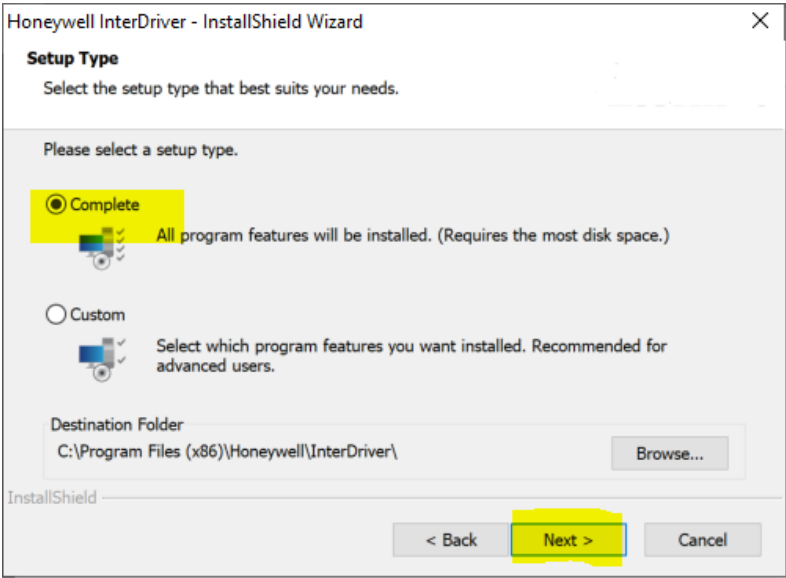 Honeywell InterDriver - InstallShield Wizard
Setup Type
Select the setup type that best suits your needs.
Please select a setup type.
Complete
All program features will be installed. (Requires the most disk space.)
Custom
Select which program features you want installed. Recommended for
advanced users.
Destination Folder
C:\Program Files (x86)\Honeywell\InterDriver\
Browse...
InstallShield
< Back
Next >
Cancel